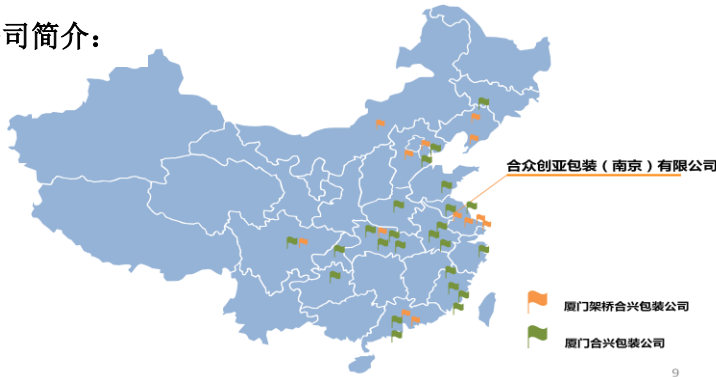 司简介：
合众创亚包装（南京）有限公司
厦门架桥合兴包装公司
厦门合兴包装公司
9